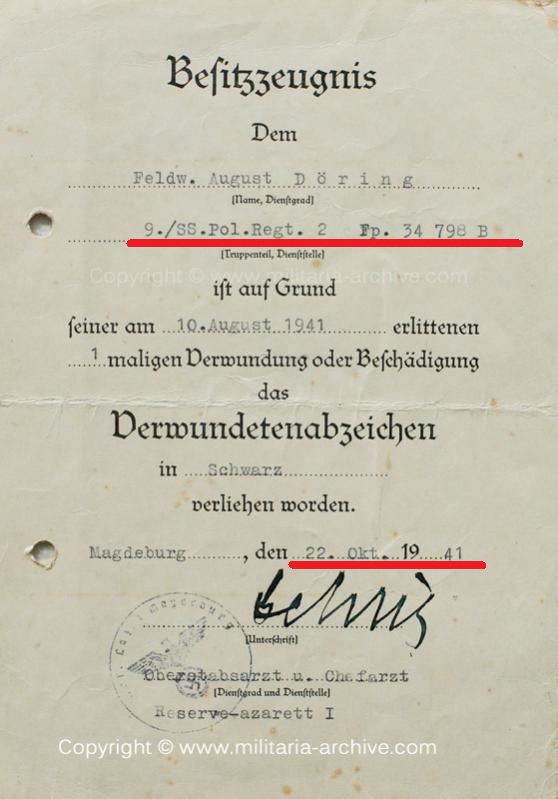 Besitzzeugnis
Dem
Feldw. August Döring
(Name, Dienstgrad)
9./SS.Pol.Regt. 2 Fp. 34 798 B
(Truppenteil, Dienststelle)
Copyright © www.militaria-archive.com
ist auf Grund
seiner am 10.August 1941 erlittenen
1 maligen Verwundung oder Beschädigung
das
Verwundetenabzeichen
in Schwarz
verliehen worden.
Magdeburg, den 22. Okt. 19 41
(Unterschrift)
Oberstabsarzt u. Chefarzt
(Dienstgrad und Dienststelle)
Reserve-azarett I
Copyright © www.militaria-archive.com